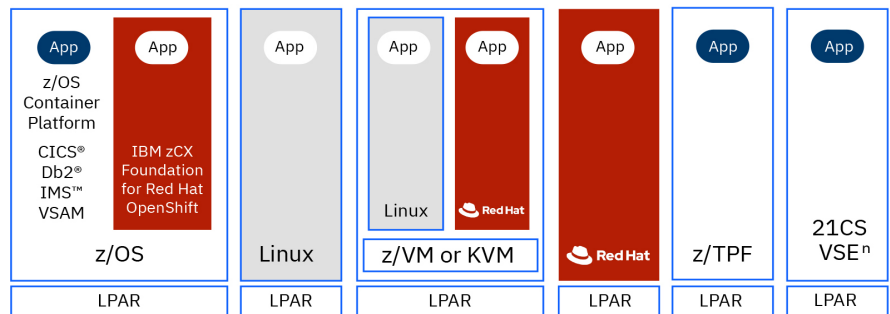 App
z/OS
Container
Platform
CICS®
Db2®
IMS™
VSAM
App
IBM zCX
Foundation
for Red Hat
OpenShift
z/OS
LPAR
App
Linux
LPAR
App
Linux
App
Red Hat
z/VM or KVM
LPAR
App
Red Hat
LPAR
App
z/TPF
LPAR
App
21CS
VSEⁿ
LPAR